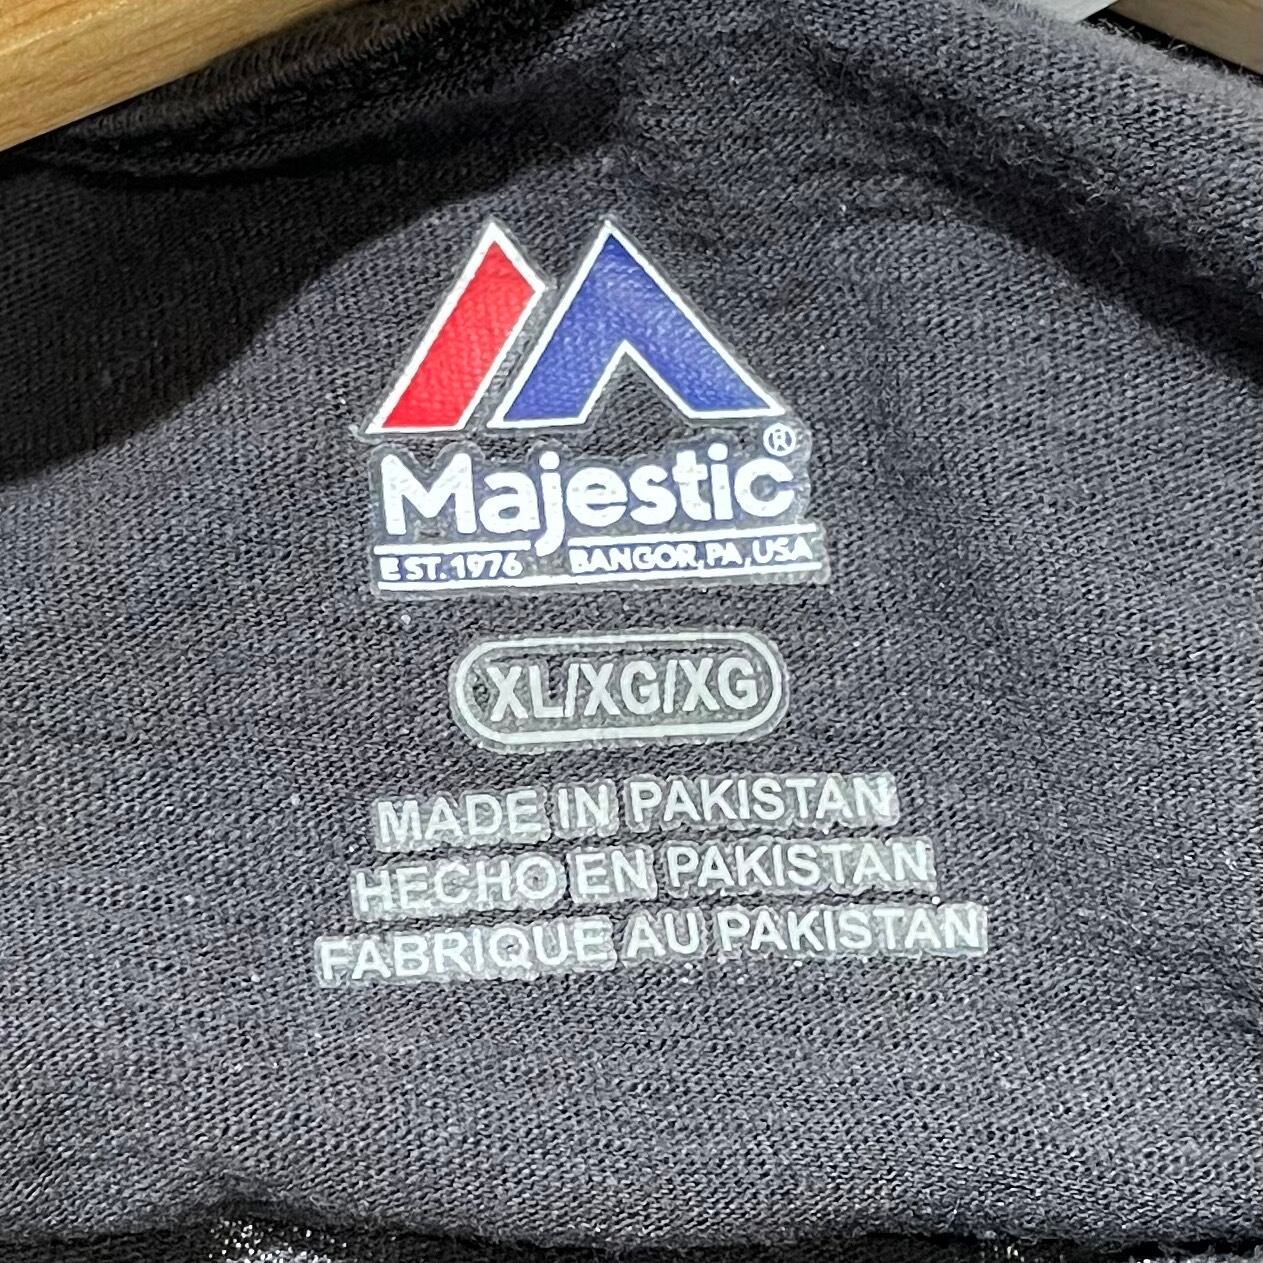 Majestic®
EST. 1976 BANGOR, PA, USA
XL/XG/XG
MADE IN PAKISTAN
HECHO EN PAKISTAN
FABRIQUE AU PAKISTAN